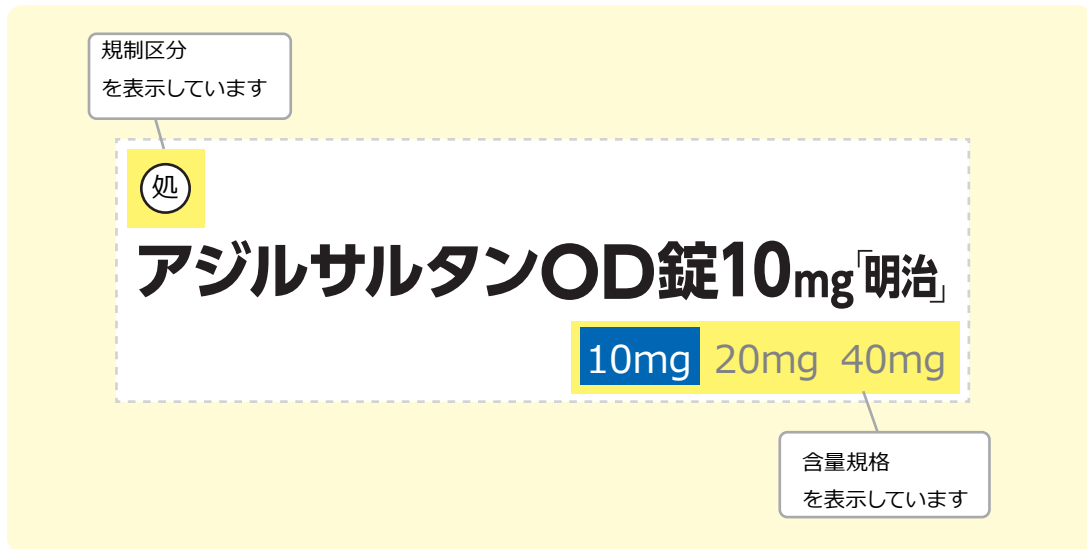 規制区分
を表示しています
処
アジルサルタンOD錠10mg「明治」
10mg 20mg 40mg
含量規格
を表示しています